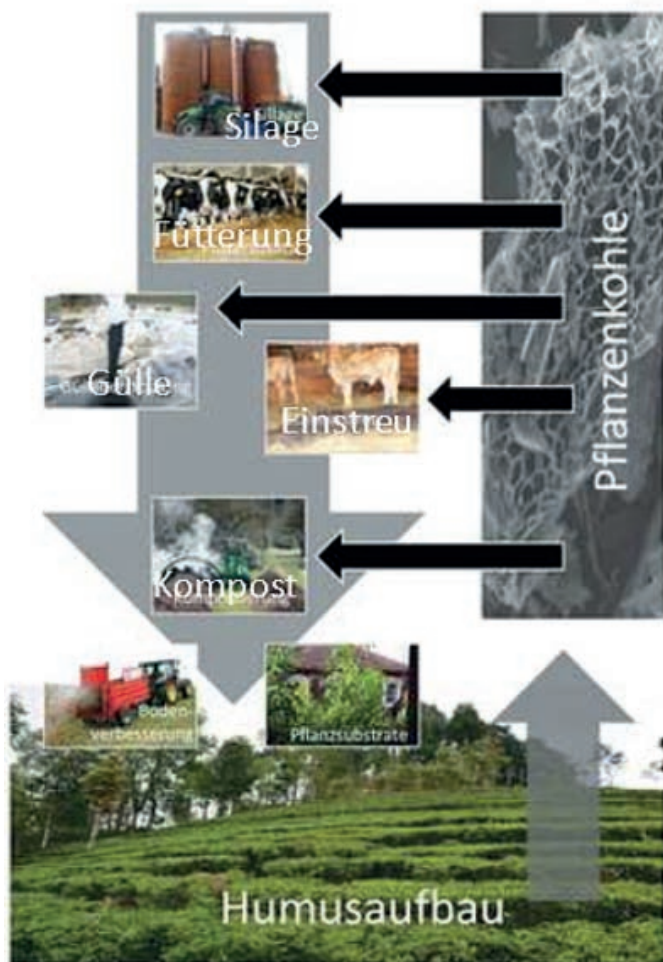 Silage
Fütterung
Gülle
Einstreu
Pflanzenkohle
Kompost
Boden-
verbesserung
Pflanzsubstrate
Humusaufbau